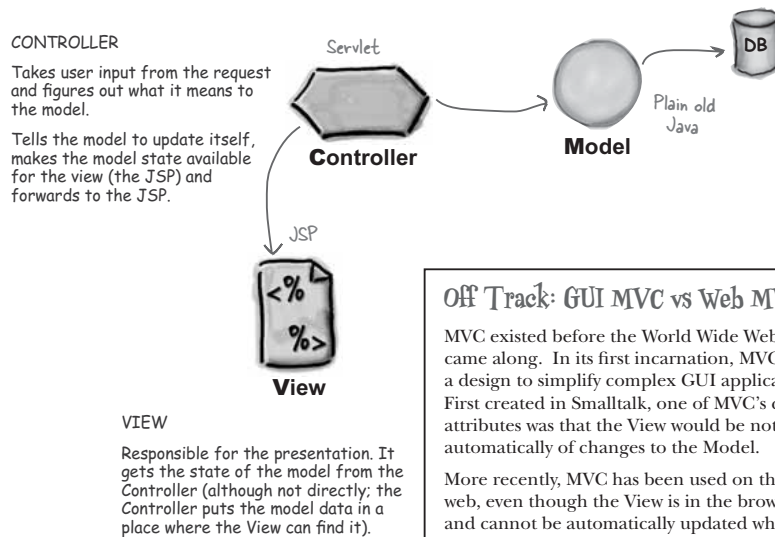 CONTROLLER
Takes user input from the request
and figures out what it means to
the model.
Tells the model to update itself,
makes the model state available
for the view (the JSP) and
forwards to the JSP.
Servlet
Controller
Model
Plain old
Java
DB
JSP
<%
%>
View
VIEW
Responsible for the presentation. It
gets the state of the model from the
Controller (although not directly; the
Controller puts the model data in a
place where the View can find it).
Off Track: GUI MVC vs Web
MVC existed before the World Wide Web
came along. In its first incarnation, MVC
a design to simplify complex GUI
First created in Smalltalk, one of MVC's
attributes was that the View would be
automatically of changes to the Model.
More recently, MVC has been used on the
web, even though the View is in the
and cannot be automatically updated